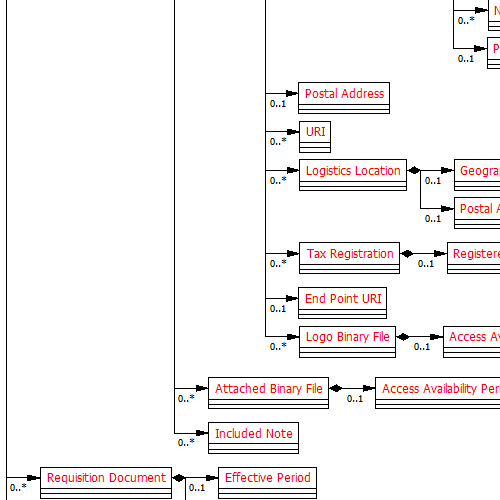 N
0..*
P
0..1
Postal Address
0..1
URI
0..*
Logistics Location
0..*
0..1
Geograp
Postal A
0..1
Tax Registration
0..*
0..1
Registere
End Point URI
0..1
Logo Binary File
0..*
0..1
Access Av
Attached Binary File
0..*
0..1
Access Availability Peri
Included Note
0..*
Requisition Document
0..*
0..1
Effective Period